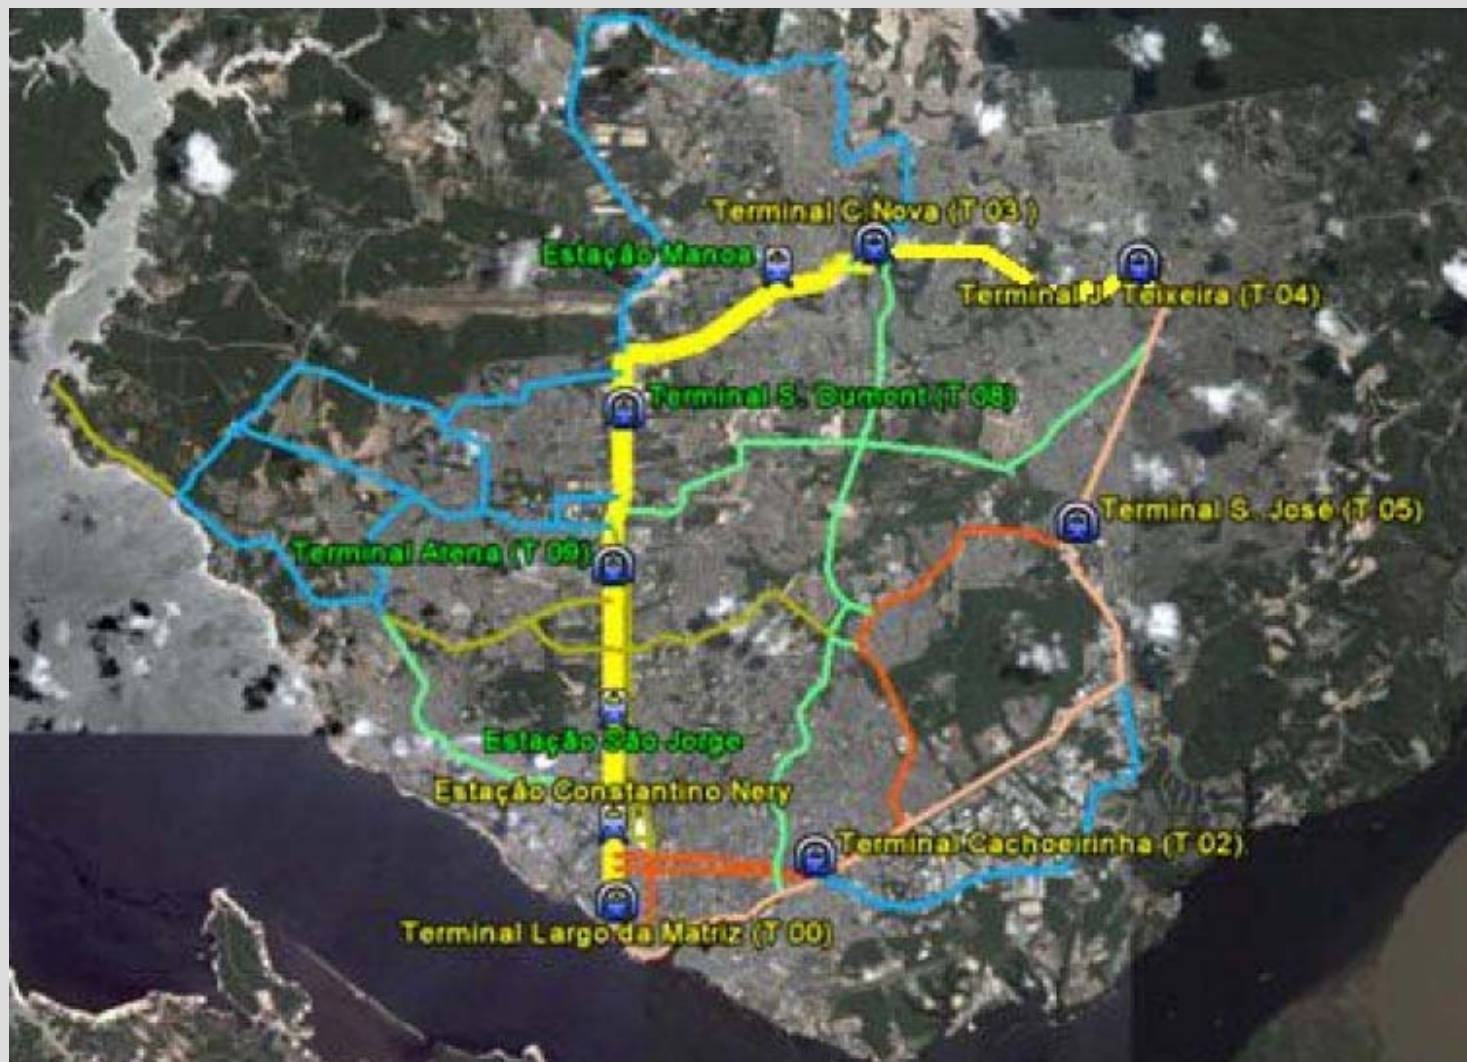 Terminal C.Nova (T 03 )
Estação Manoa
Terminal J. Teixeira (T 04)
Terminal S. Dumont (T 08)
Terminal S. José (T 05)
Terminal Arena (T 09)
Estação São Jorge
Estação Constantino Nery
Terminal Cachoeirinha (T 02)
Terminal Largo da Matriz (T 00)